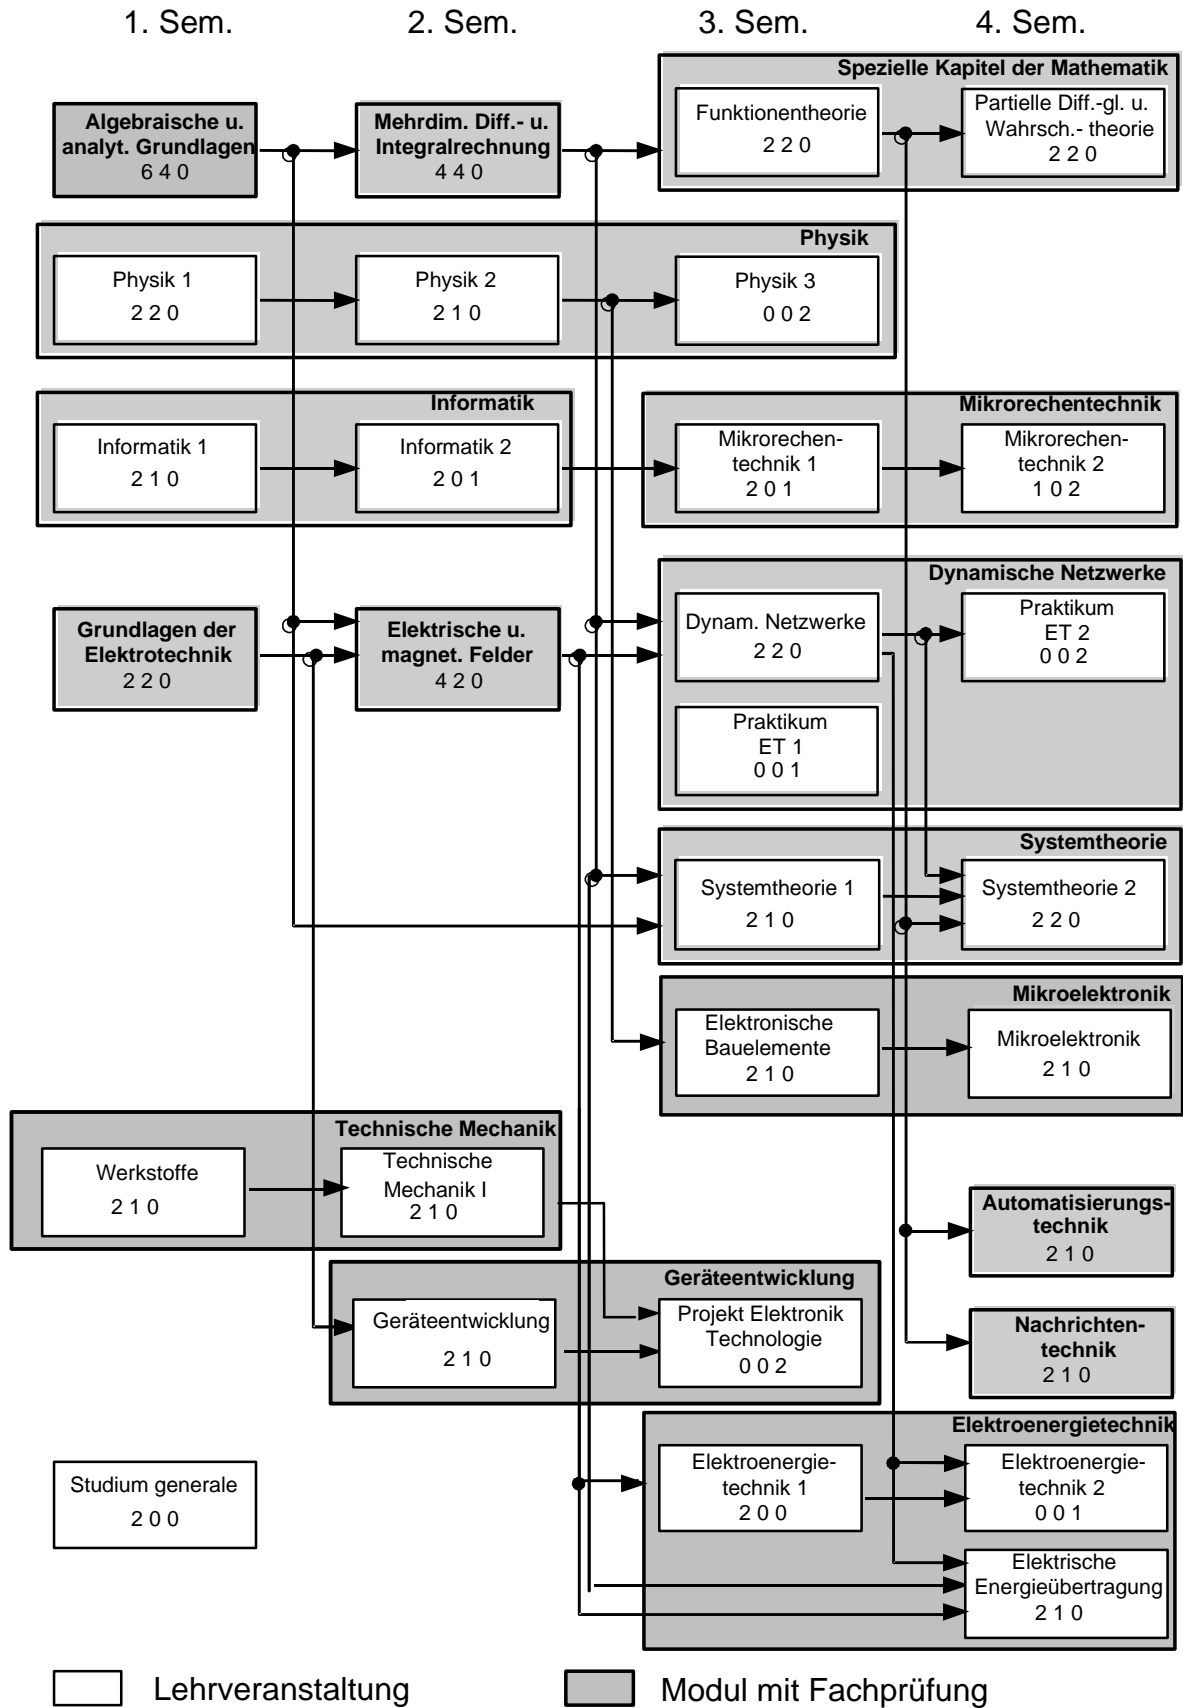 1. Sem.
2. Sem.
3. Sem.
4. Sem.
Spezielle Kapitel der Mathematik
Algebraische u.
analyt. Grundlagen
6 4 0
Mehrdim. Diff.- u.
Integralrechnung
4 4 0
Funktionentheorie
2 2 0
Partielle Diff.-gl. u.
Wahrsch.- theorie
2 2 0
Physik
Physik 1
2 2 0
Physik 2
2 1 0
Physik 3
0 0 2
Informatik
Informatik 1
2 1 0
Informatik 2
2 0 1
Mikrorechentechnik
Mikrorechen-
technik 1
2 0 1
Mikrorechen-
technik 2
1 0 2
Dynamische Netzwerke
Grundlagen der
Elektrotechnik
2 2 0
Elektrische u.
magnet. Felder
4 2 0
Dynam. Netzwerke
2 2 0
Praktikum
ET 2
0 0 2
Praktikum
ET 1
0 0 1
Systemtheorie
Systemtheorie 1
2 1 0
Systemtheorie 2
2 2 0
Mikroelektronik
Elektronische
Bauelemente
2 1 0
Mikroelektronik
2 1 0
Technische Mechanik
Werkstoffe
2 1 0
Technische
Mechanik I
2 1 0
Automatisierungs-
technik
2 1 0
Geräteentwicklung
Geräteentwicklung
2 1 0
Projekt Elektronik
Technologie
0 0 2
Nachrichten-
technik
2 1 0
Elektroenergietechnik
Studium generale
2 0 0
Elektroenergie-
technik 1
2 0 0
Elektroenergie-
technik 2
0 0 1
Elektrische
Energieübertragung
2 1 0
Lehrveranstaltung
Modul mit Fachprüfung